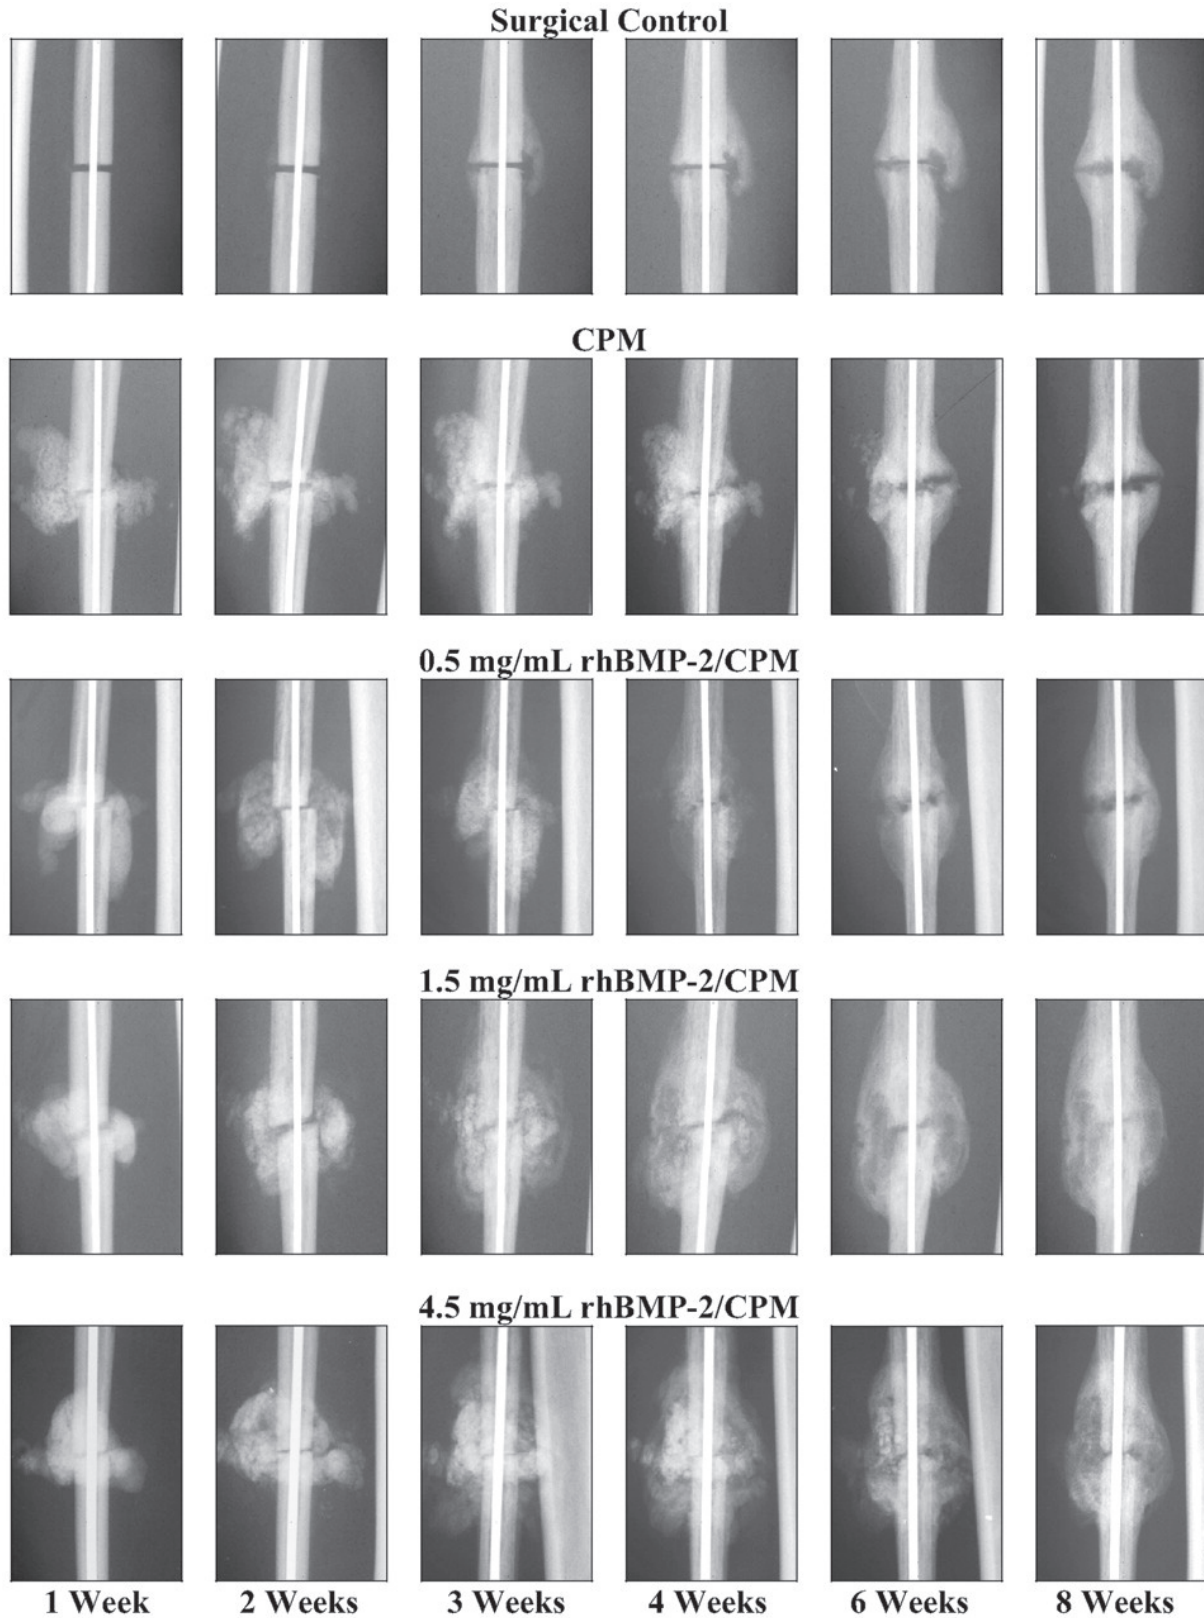 Surgical Control
CPM
0.5 mg/mL rhBMP-2/CPM
1.5 mg/mL rhBMP-2/CPM
4.5 mg/mL rhBMP-2/CPM
1 Week 2 Weeks 3 Weeks 4 Weeks 6 Weeks 8 Weeks